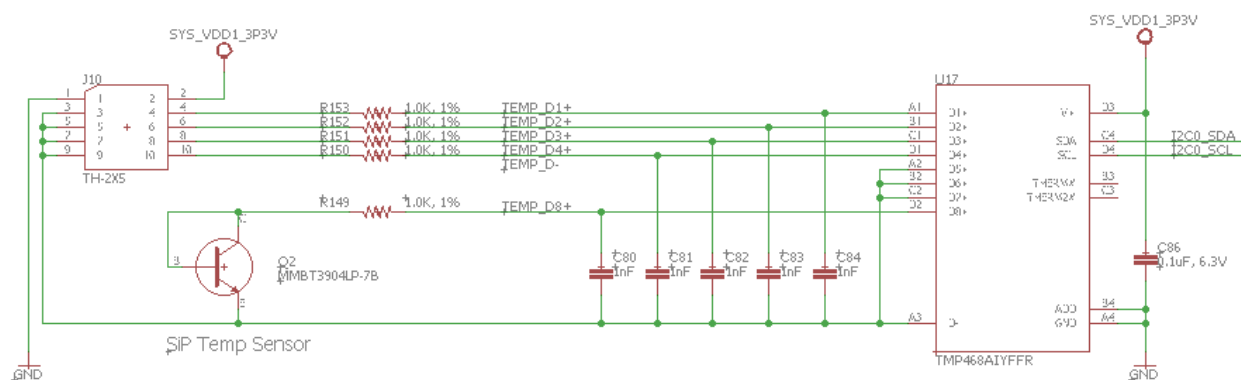 SYS_VDD1_3P3V
SYS_VDD1_3P3V
J10
U17
1
2
3
4
5
6
7
8
9
10
TH-2X5
R153
1.0K, 1%
TEMP_D1+
R152
1.0K, 1%
TEMP_D2+
R151
1.0K, 1%
TEMP_D3+
R150
1.0K, 1%
TEMP_D4+
TEMP_D-
R149
1.0K, 1%
TEMP_D8+
A1
D1+
B1
D2+
C1
D3+
D1
D4+
A2
D5+
B2
D6+
C2
D7+
D2
D8+
A3
D-
V+
D3
SDA
C4
I2C0_SDA
SCL
D4
I2C0_SCL
B3
C3
ADD
B4
GND
A4
Q2
MMBT3904LP-7B
C80
1nF
C81
1nF
C82
1nF
C83
1nF
C84
1nF
C86
0.1uF, 6.3V
SiP Temp Sensor
TMP468AIYFFR
GND
GND